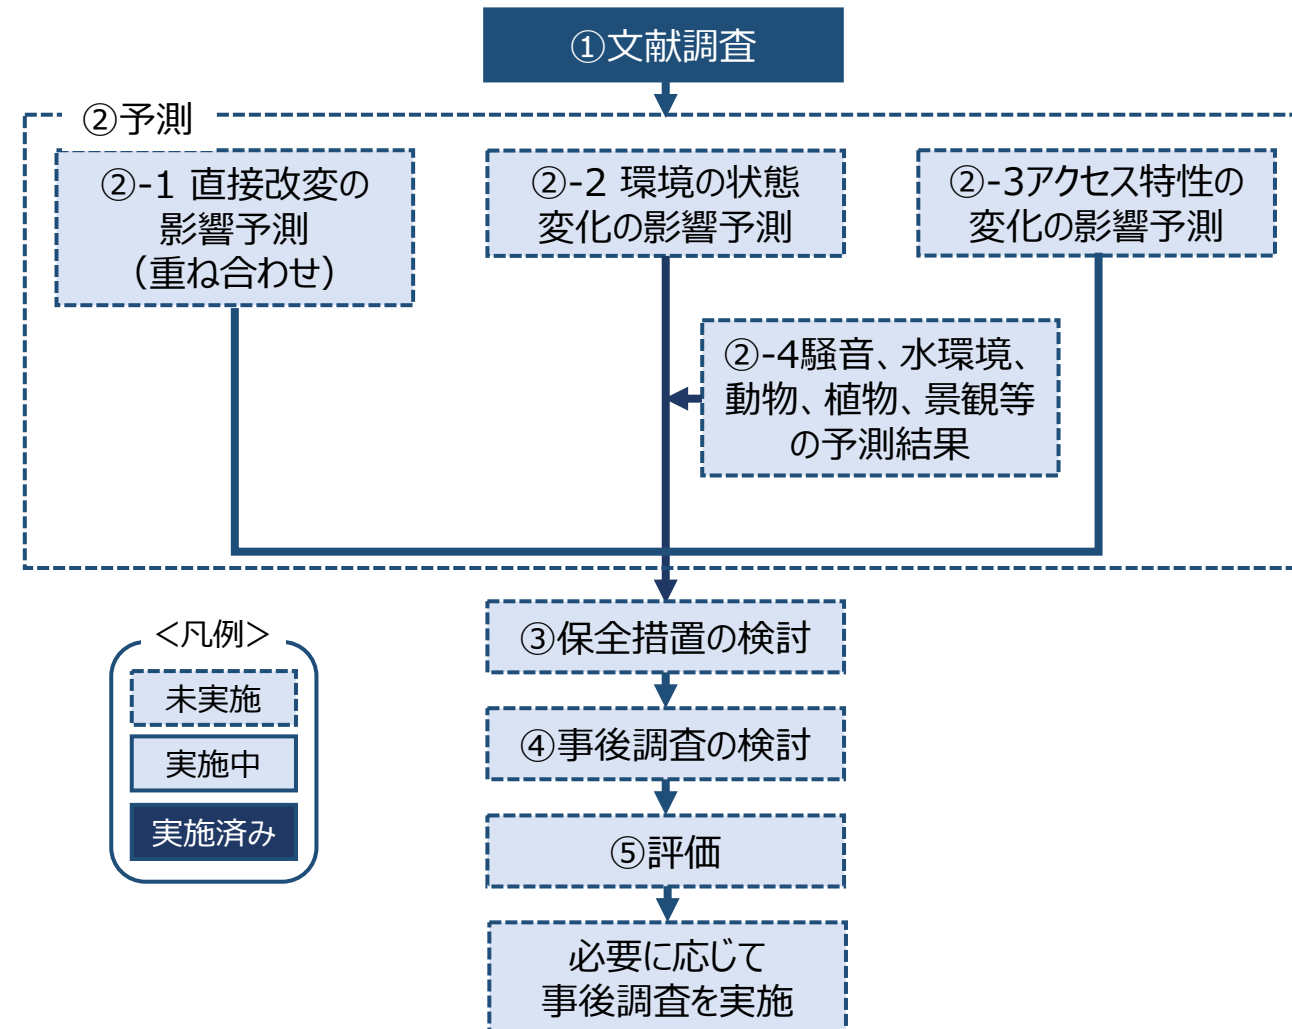 ①文献調査
②予測
②-1 直接改変の
影響予測
（重ね合わせ）
②-2 環境の状態
変化の影響予測
②-3アクセス特性の
変化の影響予測
②-4騒音、水環境、
動物、植物、景観等
の予測結果
③保全措置の検討
④事後調査の検討
⑤評価
必要に応じて
事後調査を実施
＜凡例＞
未実施
実施中
実施済み